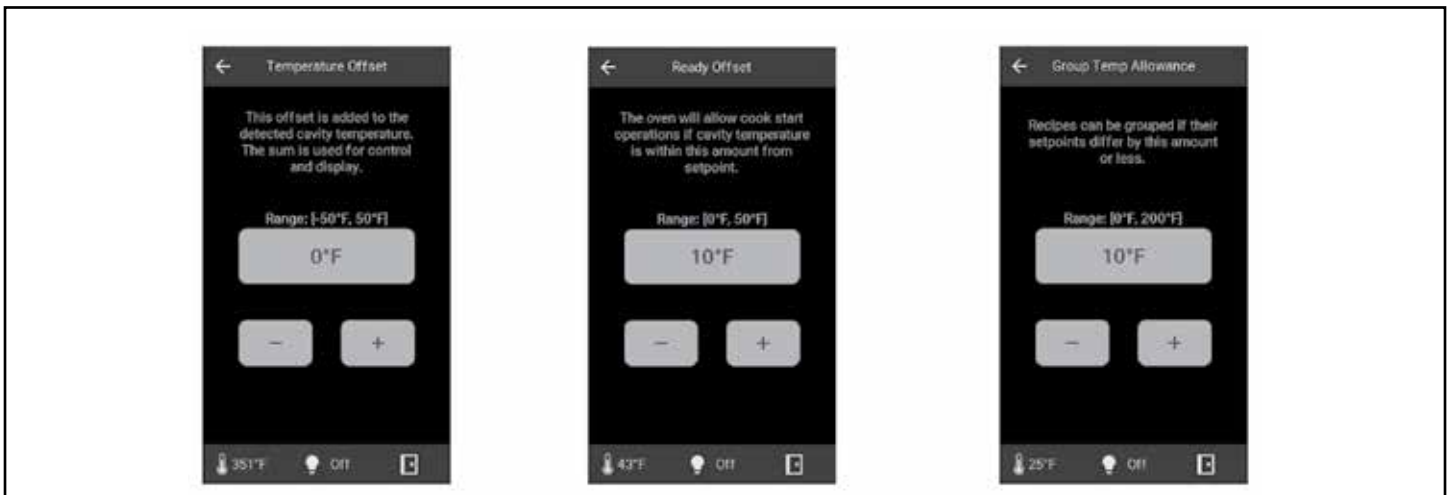 Temperature Offset
This offset is added to the
detected cavity temperature.
The sum is used for control
and display.
Range: [-50°F, 50°F]
0°F
−
+
351°F
Off
Ready Offset
The oven will allow cook start
operations if cavity temperature
is within this amount from
setpoint.
Range: [0°F, 50°F]
10°F
−
+
43°F
Off
Group Temp Allowance
Recipes can be grouped if their
setpoints differ by this amount
or less.
Range: [0°F, 200°F]
10°F
−
+
25°F
Off